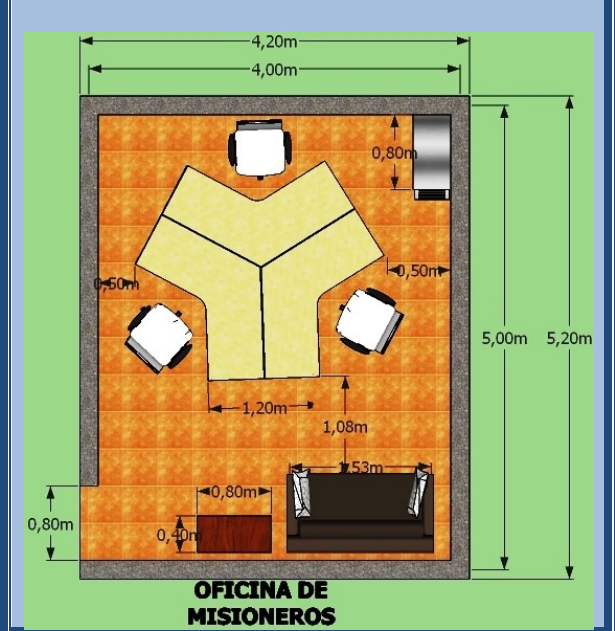 4,20m
4,00m
0,80m
0,50m
0,50m
5,00m
5,20m
1,20m
1,08m
1,53m
0,80m
0,80m
0,40m
OFICINA DE
MISIONEROS